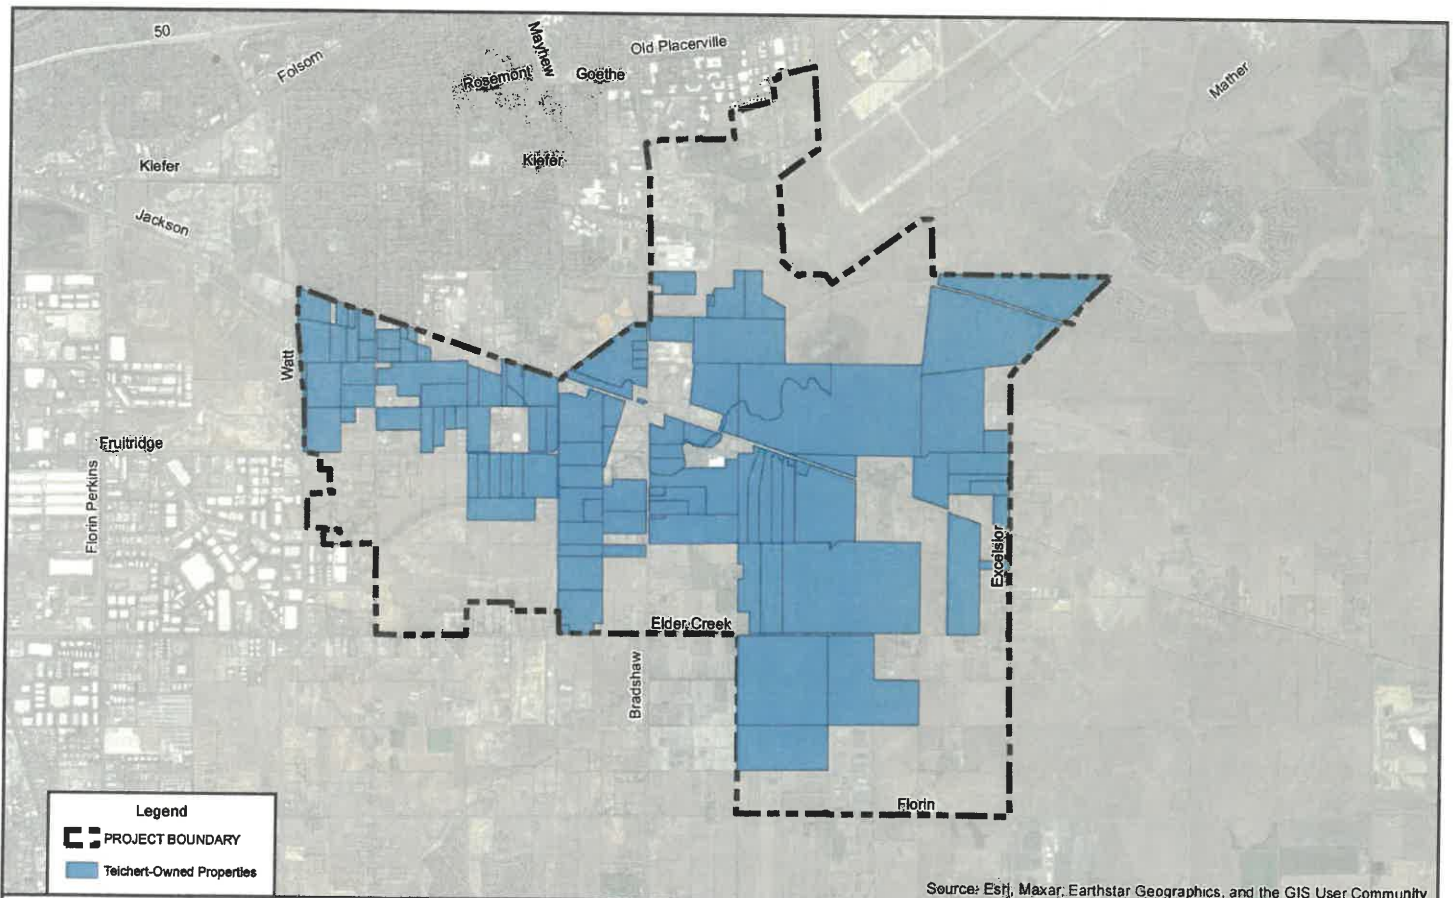 50
Folsom
Mayhew
Rosemont
Goethe
Old Placerville
Mather
Kiefer
Kiefer
Jackson
Watt
Fruitridge
Florin Perkins
Excelsior
Elder Creek
Bradshaw
Florin
Legend
PROJECT BOUNDARY
Teichert-Owned Properties
Source: Esri, Maxar, Earthstar Geographics, and the GIS User Community